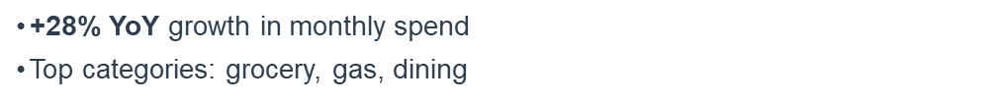 •+28% YoY growth in monthly spend
•Top categories: grocery, gas, dining